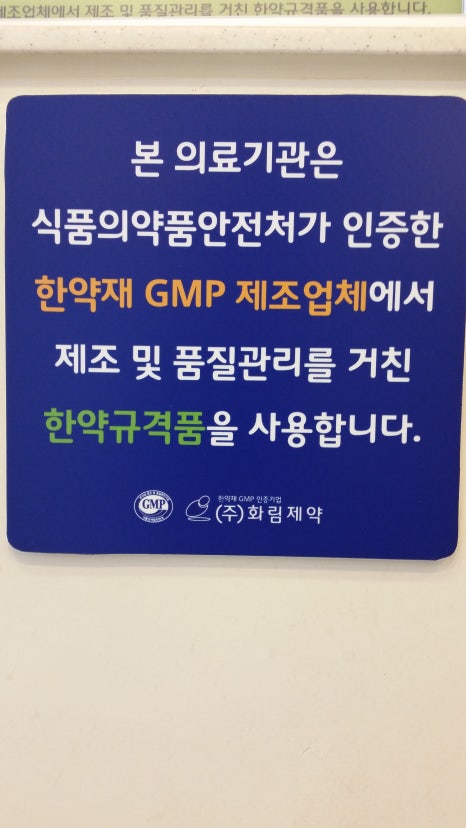 제조업체에서 제조 및 품질관리를 거친 한약규격품을 사용합니다.
본 의료기관은
식품의약품안전처가 인증한
한약재 GMP 제조업체에서
제조 및 품질관리를 거친
한약규격품을 사용합니다.
GMP
한약재 GMP 인증기업
(주)화림제약